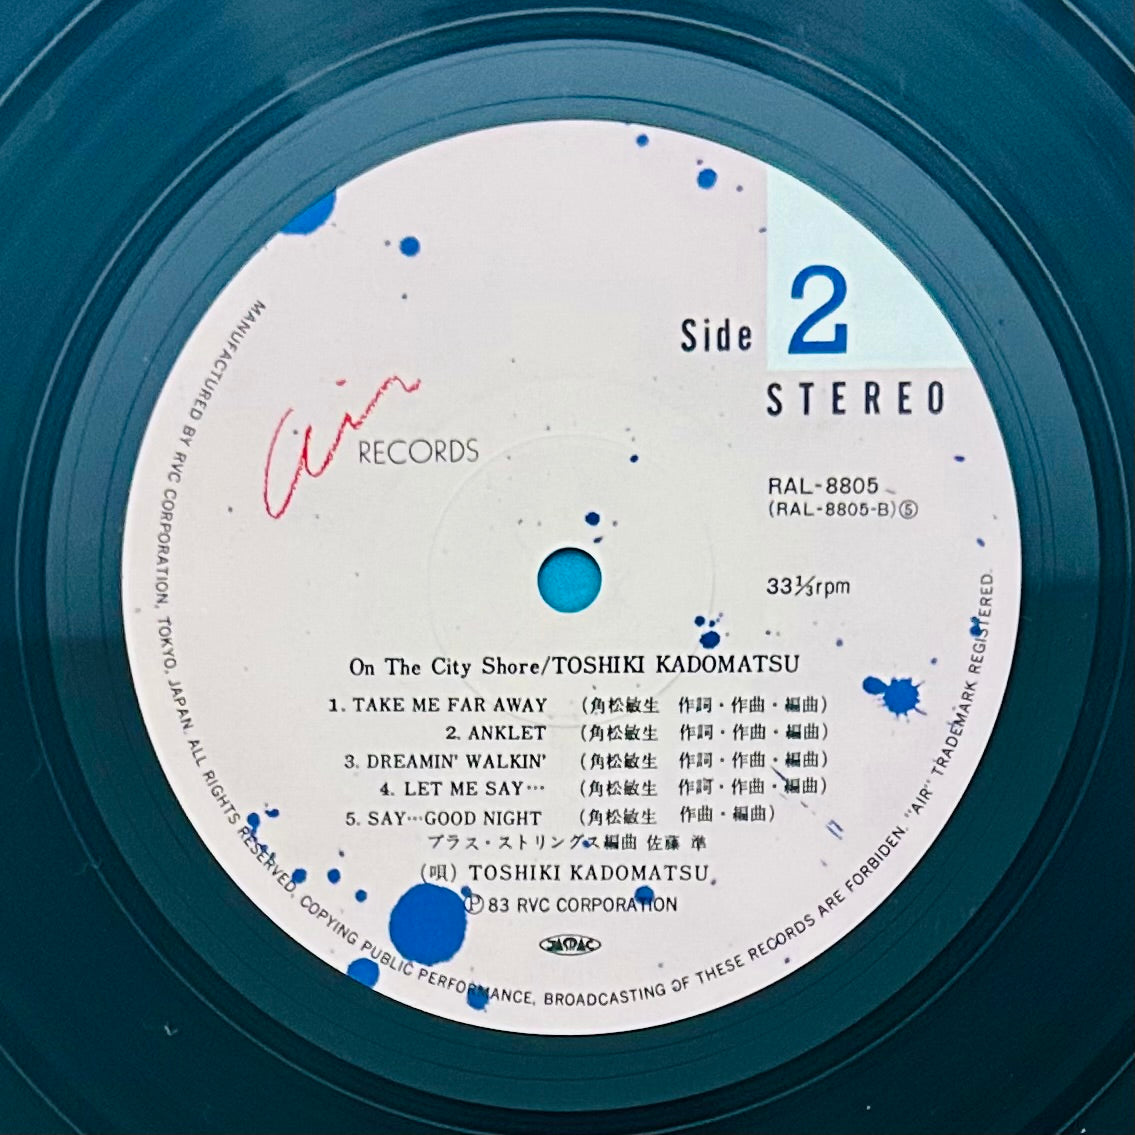 Side 2
STEREO
air RECORDS
RAL-8805
(RAL-8805-B)⑤
33⅓rpm
On The City Shore/TOSHIKI KADOMATSU
1. TAKE ME FAR AWAY (角松敏生 作詞・作曲・編曲)
2. ANKLET (角松敏生 作詞・作曲・編曲)
3. DREAMIN' WALKIN' (角松敏生 作詞・作曲・編曲)
4. LET ME SAY… (角松敏生 作詞・作曲・編曲)
5. SAY…GOOD NIGHT (角松敏生 作曲・編曲)
ブラス・ストリングス編曲 佐藤 準
(唄) TOSHIKI KADOMATSU
Ⓟ83 RVC CORPORATION
JASRAC
MANUFACTURED BY RVC CORPORATION, TOKYO, JAPAN. ALL RIGHTS RESERVED. COPYING PUBLIC PERFORMANCE, BROADCASTING OF THESE RECORDS ARE FORBIDEN. "AIR" TRADEMARK REGISTERED.